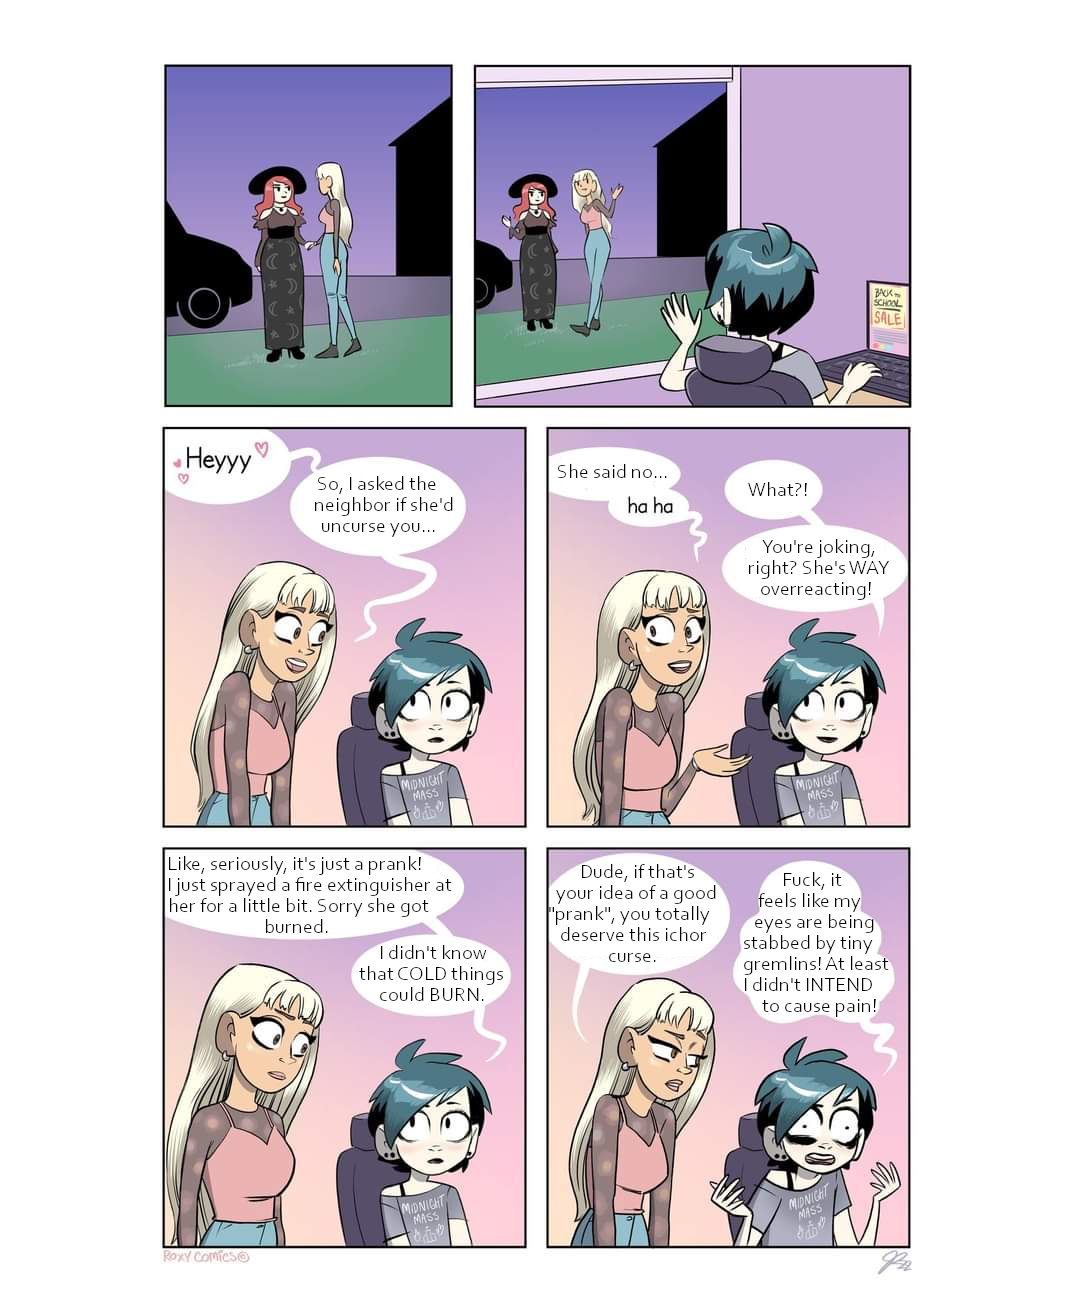 BACK TO
SCHOOL
SALE
Heyyy
So, I asked the
neighbor if she'd
uncurse you...
MIDNIGHT
MASS
She said no...
ha ha
What?!
You're joking,
right? She's WAY
overreacting!
MIDNIGHT
MASS
Like, seriously, it's just a prank!
I just sprayed a fire extinguisher at
her for a little bit. Sorry she got
burned.
I didn't know
that COLD things
could BURN.
MIDNIGHT
MASS
Dude, if that's
your idea of a good
"prank", you totally
deserve this ichor
curse.
Fuck, it
feels like my
eyes are being
stabbed by tiny
gremlins! At least
I didn't INTEND
to cause pain!
MIDNIGHT
MASS
Roxy Comics©